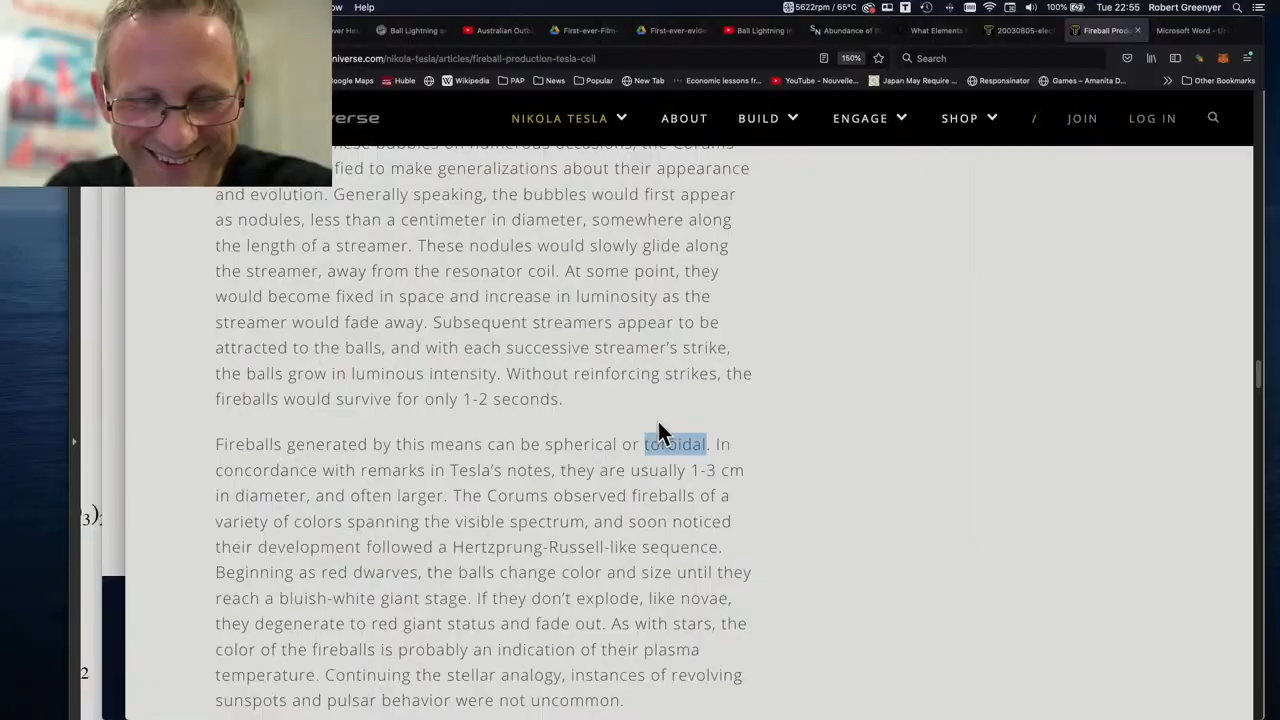 5622rpm / 65°C
100%
Tue 22:55 Robert Greenyer
Ball Lightning
Australian Outb
First-ever-Film-
First-ever-evide
Ball Lightning in
Abundance of
What Elements
20030805-elec
Fireball Produ
Microsoft Word -
niverse.com/nikola-tesla/articles/fireball-production-tesla-coil
150%
Search
Google Maps
Huble
Wikipedia
PAP
News
Popular
New Tab
Economic lessons fr...
YouTube - Nouvelle...
Japan May Require ...
Responsinator
Games – Amanita D...
Other Bookmarks
verse
NIKOLA TESLA
ABOUT
BUILD
ENGAGE
SHOP
/
JOIN
LOG IN
these bubbles on numerous occasions, the Corums
fied to make generalizations about their appearance
and evolution. Generally speaking, the bubbles would first appear
as nodules, less than a centimeter in diameter, somewhere along
the length of a streamer. These nodules would slowly glide along
the streamer, away from the resonator coil. At some point, they
would become fixed in space and increase in luminosity as the
streamer would fade away. Subsequent streamers appear to be
attracted to the balls, and with each successive streamer's strike,
the balls grow in luminous intensity. Without reinforcing strikes, the
fireballs would survive for only 1-2 seconds.
Fireballs generated by this means can be spherical or toroidal. In
concordance with remarks in Tesla's notes, they are usually 1-3 cm
in diameter, and often larger. The Corums observed fireballs of a
variety of colors spanning the visible spectrum, and soon noticed
their development followed a Hertzprung-Russell-like sequence.
Beginning as red dwarves, the balls change color and size until they
reach a bluish-white giant stage. If they don't explode, like novae,
they degenerate to red giant status and fade out. As with stars, the
color of the fireballs is probably an indication of their plasma
temperature. Continuing the stellar analogy, instances of revolving
sunspots and pulsar behavior were not uncommon.
3)
2